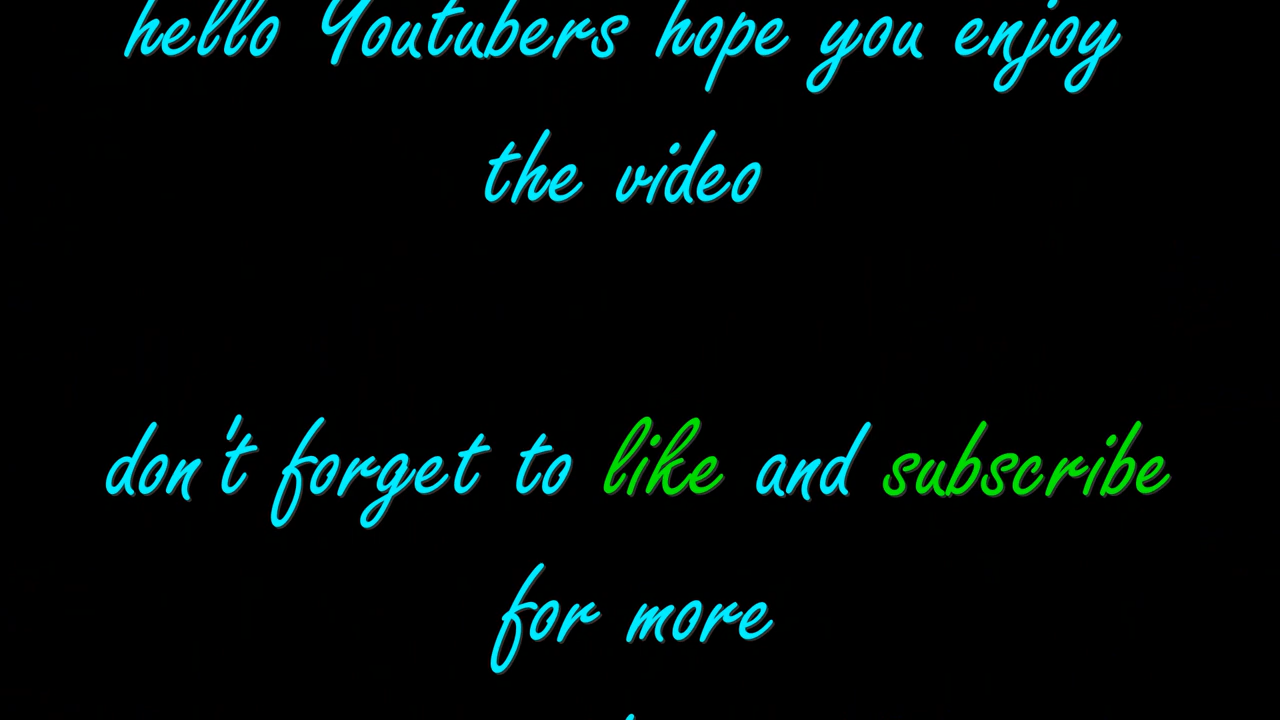 hello Youtubers hope you enjoy
the video
don't forget to like and subscribe
for more